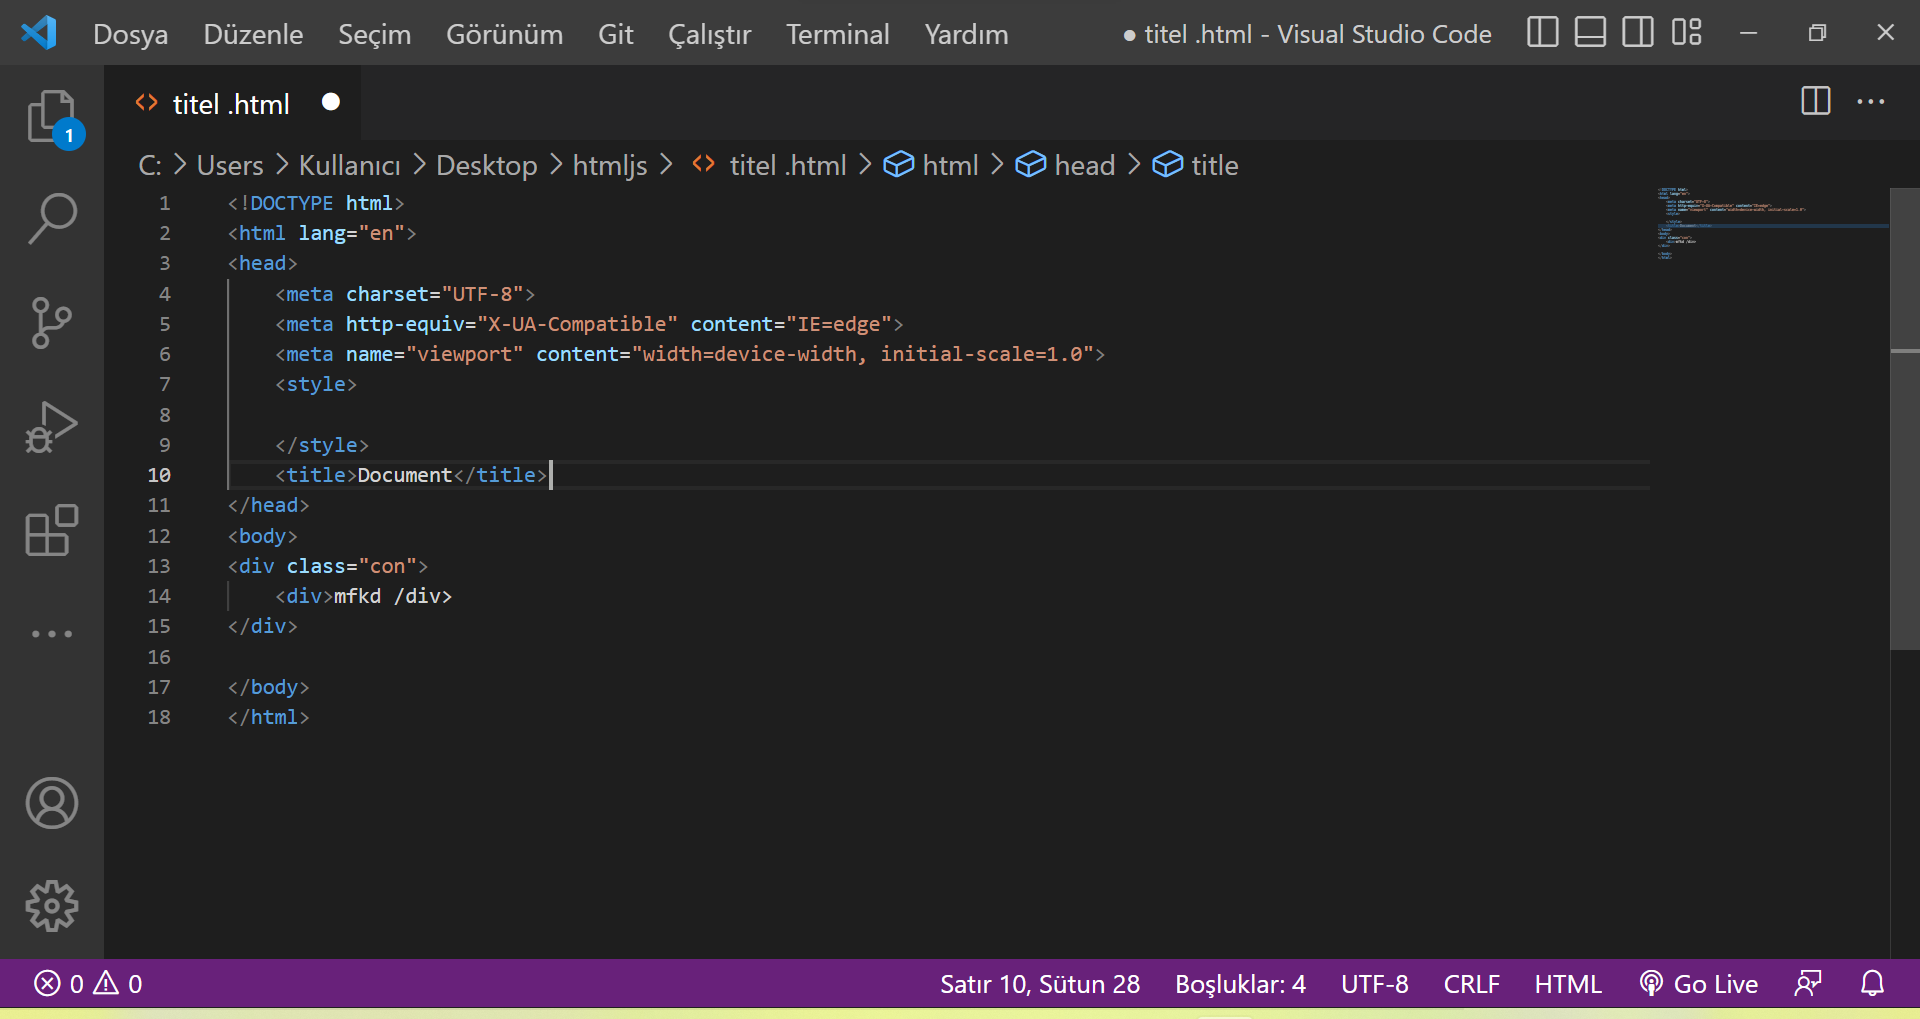 Dosya Düzenle Seçim Görünüm Git Çalıştır Terminal Yardım ● titel .html - Visual Studio Code
titel .html
C: > Users > Kullanıcı > Desktop > htmljs > titel .html > html > head > title
1 <!DOCTYPE html>
2 <html lang="en">
3 <head>
4     <meta charset="UTF-8">
5     <meta http-equiv="X-UA-Compatible" content="IE=edge">
6     <meta name="viewport" content="width=device-width, initial-scale=1.0">
7     <style>
8
9     </style>
10     <title>Document</title>
11 </head>
12 <body>
13 <div class="con">
14     <div>mfkd /div>
15 </div>
16
17 </body>
18 </html>
1
0 0 Satır 10, Sütun 28 Boşluklar: 4 UTF-8 CRLF HTML Go Live